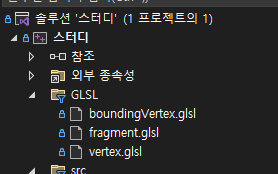 솔루션 '스터디' (1 프로젝트의 1)
스터디
참조
외부 종속성
GLSL
boundingVertex.glsl
fragment.glsl
vertex.glsl
src